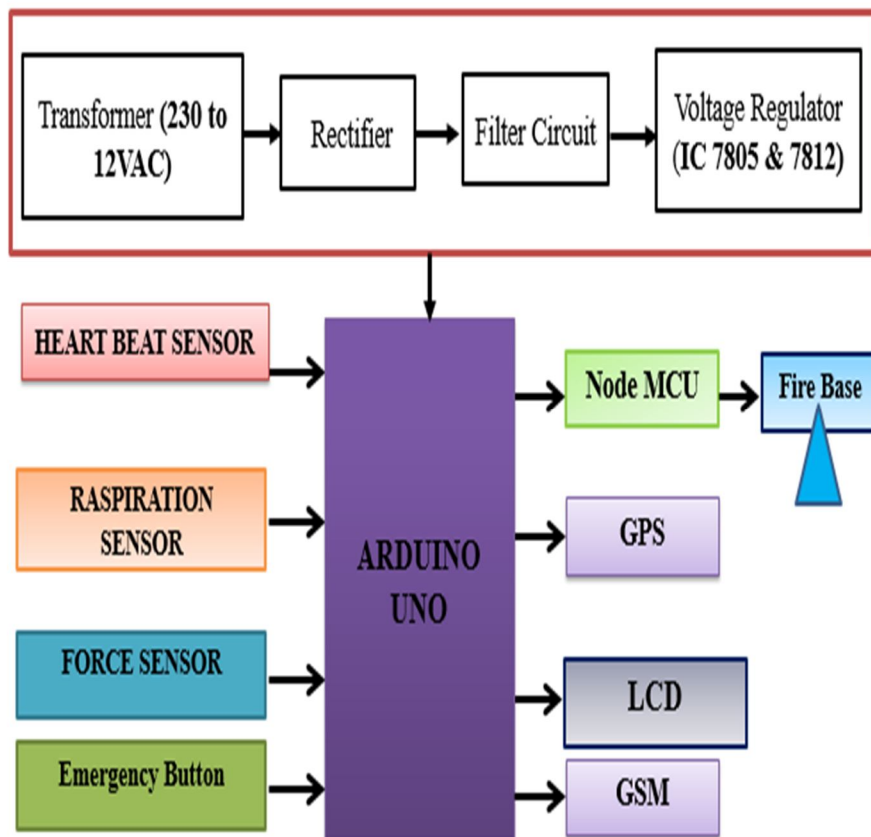 Transformer (230 to
12VAC)
Rectifier
Filter Circuit
Voltage Regulator
(IC 7805 & 7812)
HEART BEAT SENSOR
RASPIRATION
SENSOR
FORCE SENSOR
Emergency Button
ARDUINO
UNO
Node MCU
Fire Base
GPS
LCD
GSM